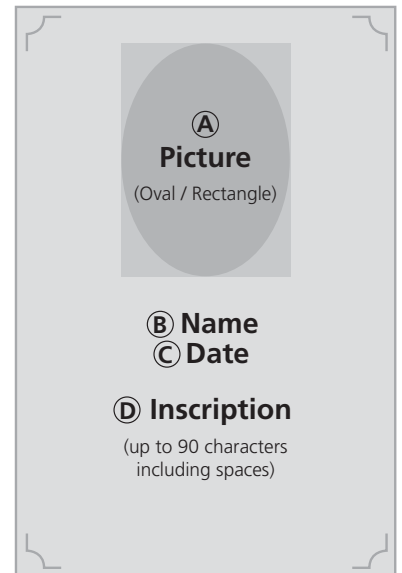 Ⓐ
Picture
(Oval / Rectangle)
Ⓑ Name
Ⓒ Date
Ⓓ Inscription
(up to 90 characters
including spaces)